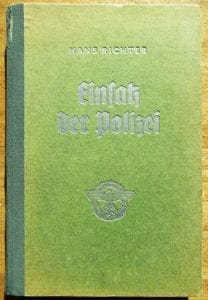 HANS RICHTER
Einsatz
der Polizei